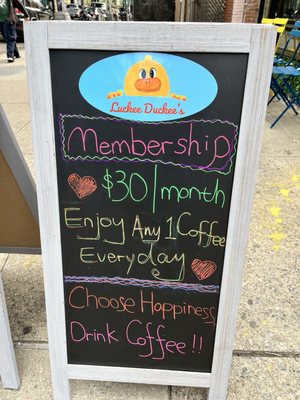 Luckee Duckee's
Membership
$30/month
Enjoy Any 1 Coffee
Everyday
Choose Happiness,
Drink Coffee!!